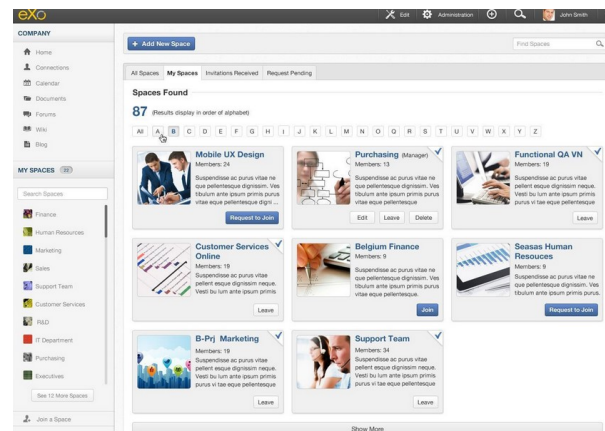 eXo
Edit Administration John Smith
COMPANY
Home
Connections
Calendar
Documents
Forums
Wiki
Blog
MY SPACES 22
Search Spaces
Finance
Human Resources
Marketing
Sales
Support Team
Customer Services
R&D
IT Department
Purchasing
Executives
See 12 More Spaces
Join a Space
+ Add New Space
Find Spaces
All Spaces My Spaces Invitations Received Request Pending
Spaces Found
87 (Results display in order of alphabet)
All A B C D E F G H I J K L M N O P Q R S T U V W X Y Z
Mobile UX Design
Members: 24
Suspendisse ac purus vitae ne
que pellentesque dignissim. Ves
tibulum ante ipsum primis
vitae eque pellentesque digni ...
Request to Join
Purchasing (Manager)
Members: 13
Suspendisse ac purus vitae ne
que pellentesque dignissim. Ves
tibulum ante ipsum primis
vitae eque pellentesque digni
Edit Leave Delete
Functional QA VN
Members: 19
Suspendisse ac purus vitae
pellent esque dignissim neque.
Vesti bu lum ante ipsum primis
purus vi tae eque pellentesque
Leave
Customer Services
Online
Members: 19
Suspendisse ac purus vitae
pellent esque dignissim neque.
Vesti bu lum ante ipsum primis
Leave
Belgium Finance
Members: 9
Suspendisse ac purus vitae ne
que pellentesque dignissim. Ves
tibulum ante ipsum primis
vitae eque pellentesque.
Join
Seasas Human
Resouces
Members: 9
Suspendisse ac purus vitae ne
que pellentesque dignissim. Ves
tibulum ante ipsum primis
Request to Join
B-Prj Marketing
Members: 19
Suspendisse ac purus vitae
pellent esque dignissim neque.
Vesti bu lum ante ipsum primis
purus vi tae eque pellentesque
Leave
Support Team
Members: 34
Suspendisse ac purus vitae
pellent esque dignissim neque.
Vesti bu lum ante ipsum primis
purus vi tae eque pellentesque
Leave
Show More